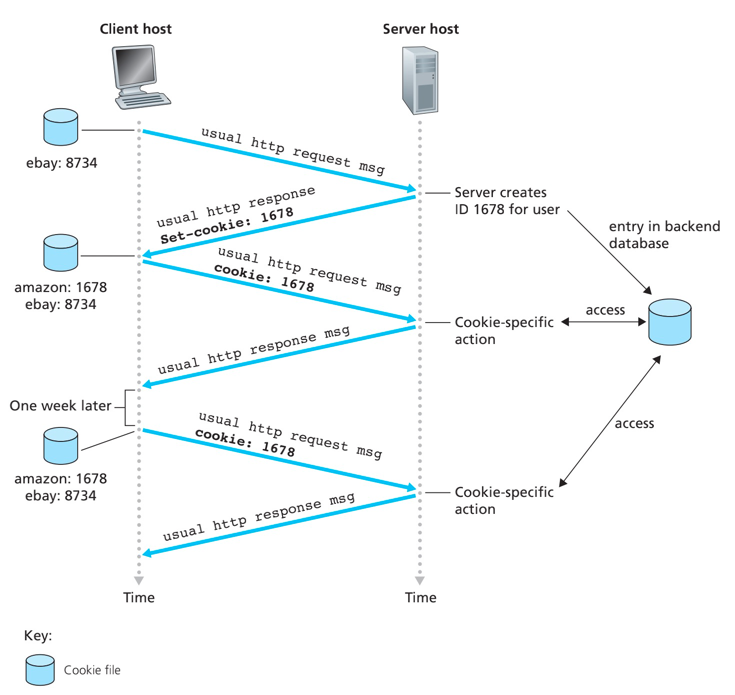 Client host
Server host
ebay: 8734
usual http request msg
Server creates
ID 1678 for user
entry in backend
database
usual http response
Set-cookie: 1678
amazon: 1678
ebay: 8734
usual http request msg
cookie: 1678
Cookie-specific
action
access
usual http response msg
One week later
amazon: 1678
ebay: 8734
usual http request msg
cookie: 1678
access
Cookie-specific
action
usual http response msg
Time
Time
Key:
Cookie file